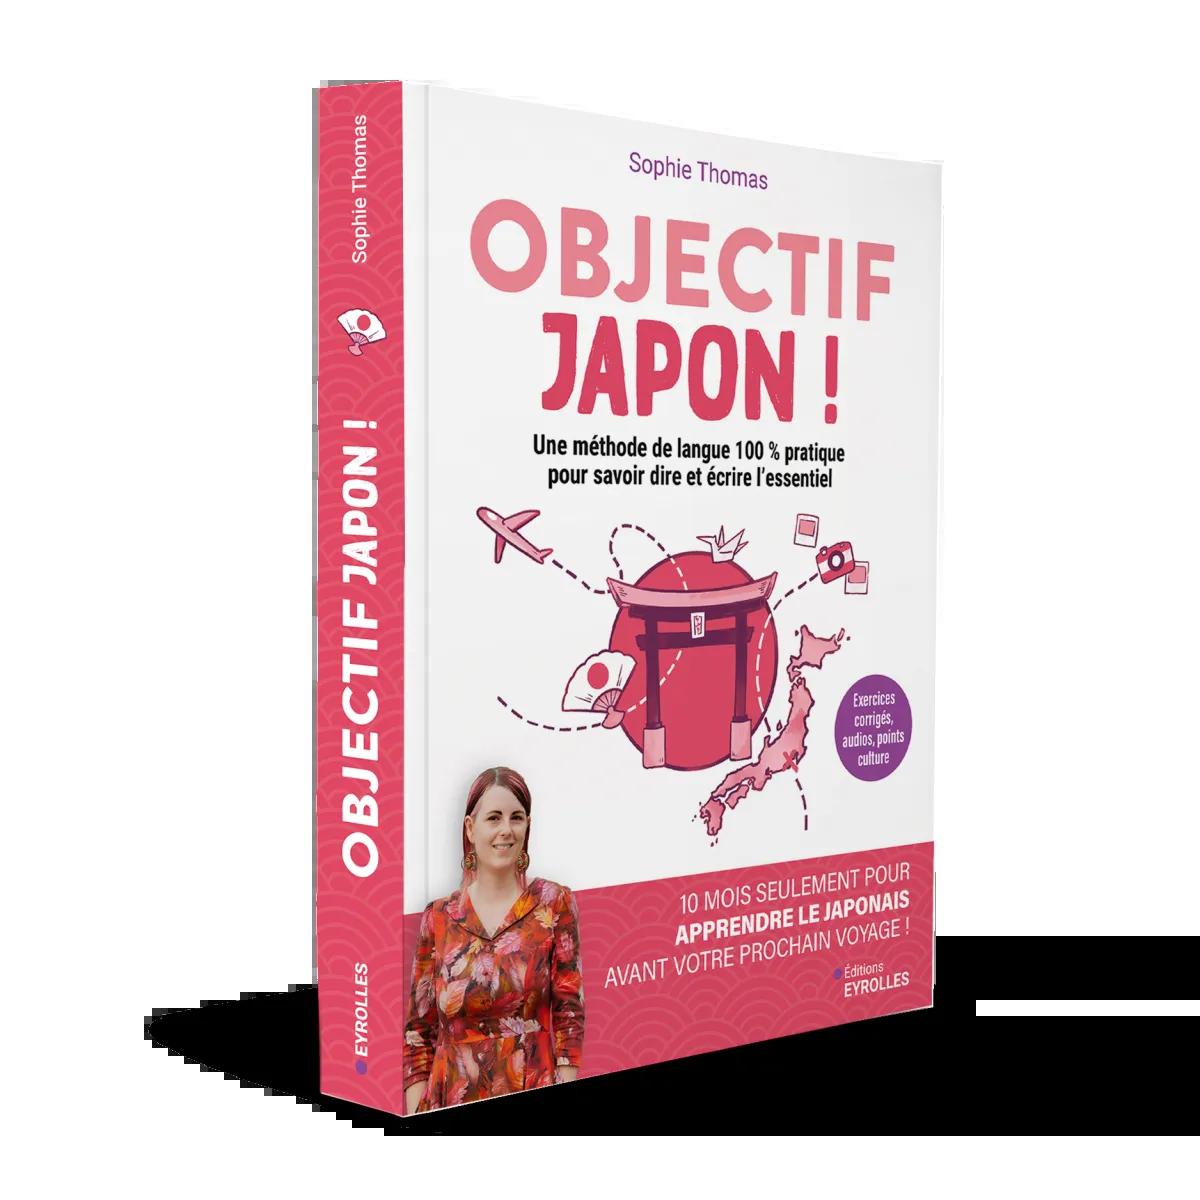 Sophie Thomas
OBJECTIF JAPON !
EYROLLES
Sophie Thomas
OBJECTIF
JAPON !
Une méthode de langue 100 % pratique
pour savoir dire et écrire l’essentiel
Exercices
corrigés,
audios, points
culture
10 MOIS SEULEMENT POUR
APPRENDRE LE JAPONAIS
AVANT VOTRE PROCHAIN VOYAGE !
Éditions
EYROLLES